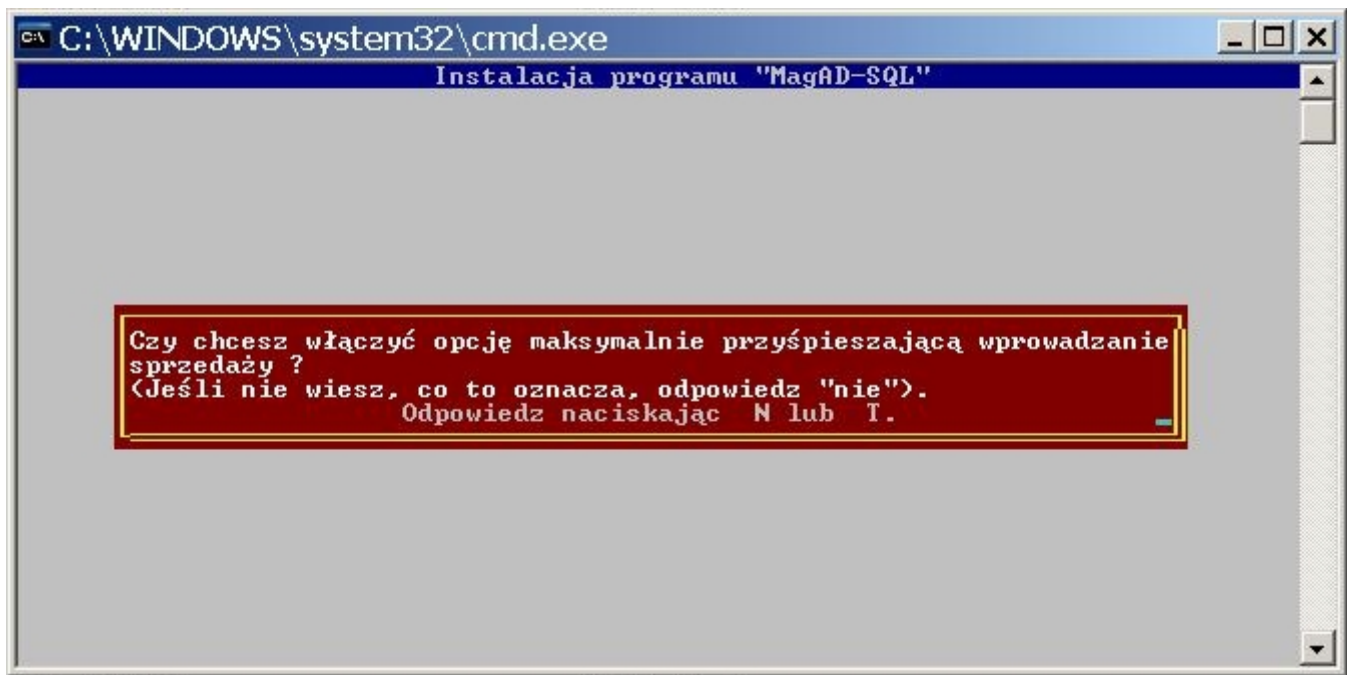 C:\WINDOWS\system32\cmd.exe
Instalacja programu "MagAD-SQL"
Czy chcesz włączyć opcję maksymalnie przyśpieszającą wprowadzanie
sprzedaży ?
(Jeśli nie wiesz, co to oznacza, odpowiedz "nie").
Odpowiedz naciskając N lub T.